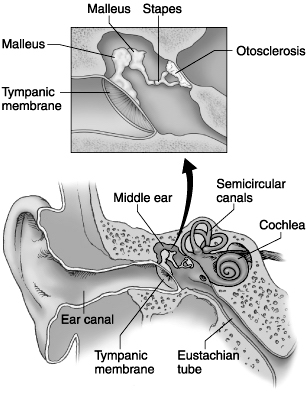 Malleus Stapes
Malleus
Otosclerosis
Tympanic
membrane
Middle ear
Semicircular
canals
Cochlea
Ear canal
Tympanic
membrane
Eustachian
tube